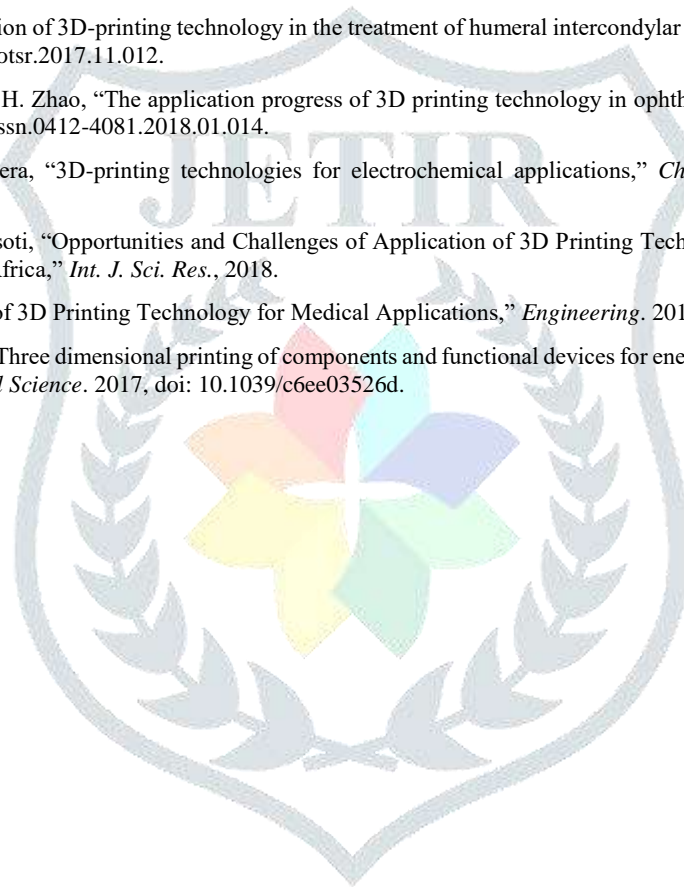 ion of 3D-printing technology in the treatment of humeral intercondylar
otsr.2017.11.012.
H. Zhao, “The application progress of 3D printing technology in ophth
ssn.0412-4081.2018.01.014.
era, “3D-printing technologies for electrochemical applications,” Ch
soti, “Opportunities and Challenges of Application of 3D Printing Tech
Africa,” Int. J. Sci. Res., 2018.
of 3D Printing Technology for Medical Applications,” Engineering. 201
Three dimensional printing of components and functional devices for ene
l Science. 2017, doi: 10.1039/c6ee03526d.
JETIR